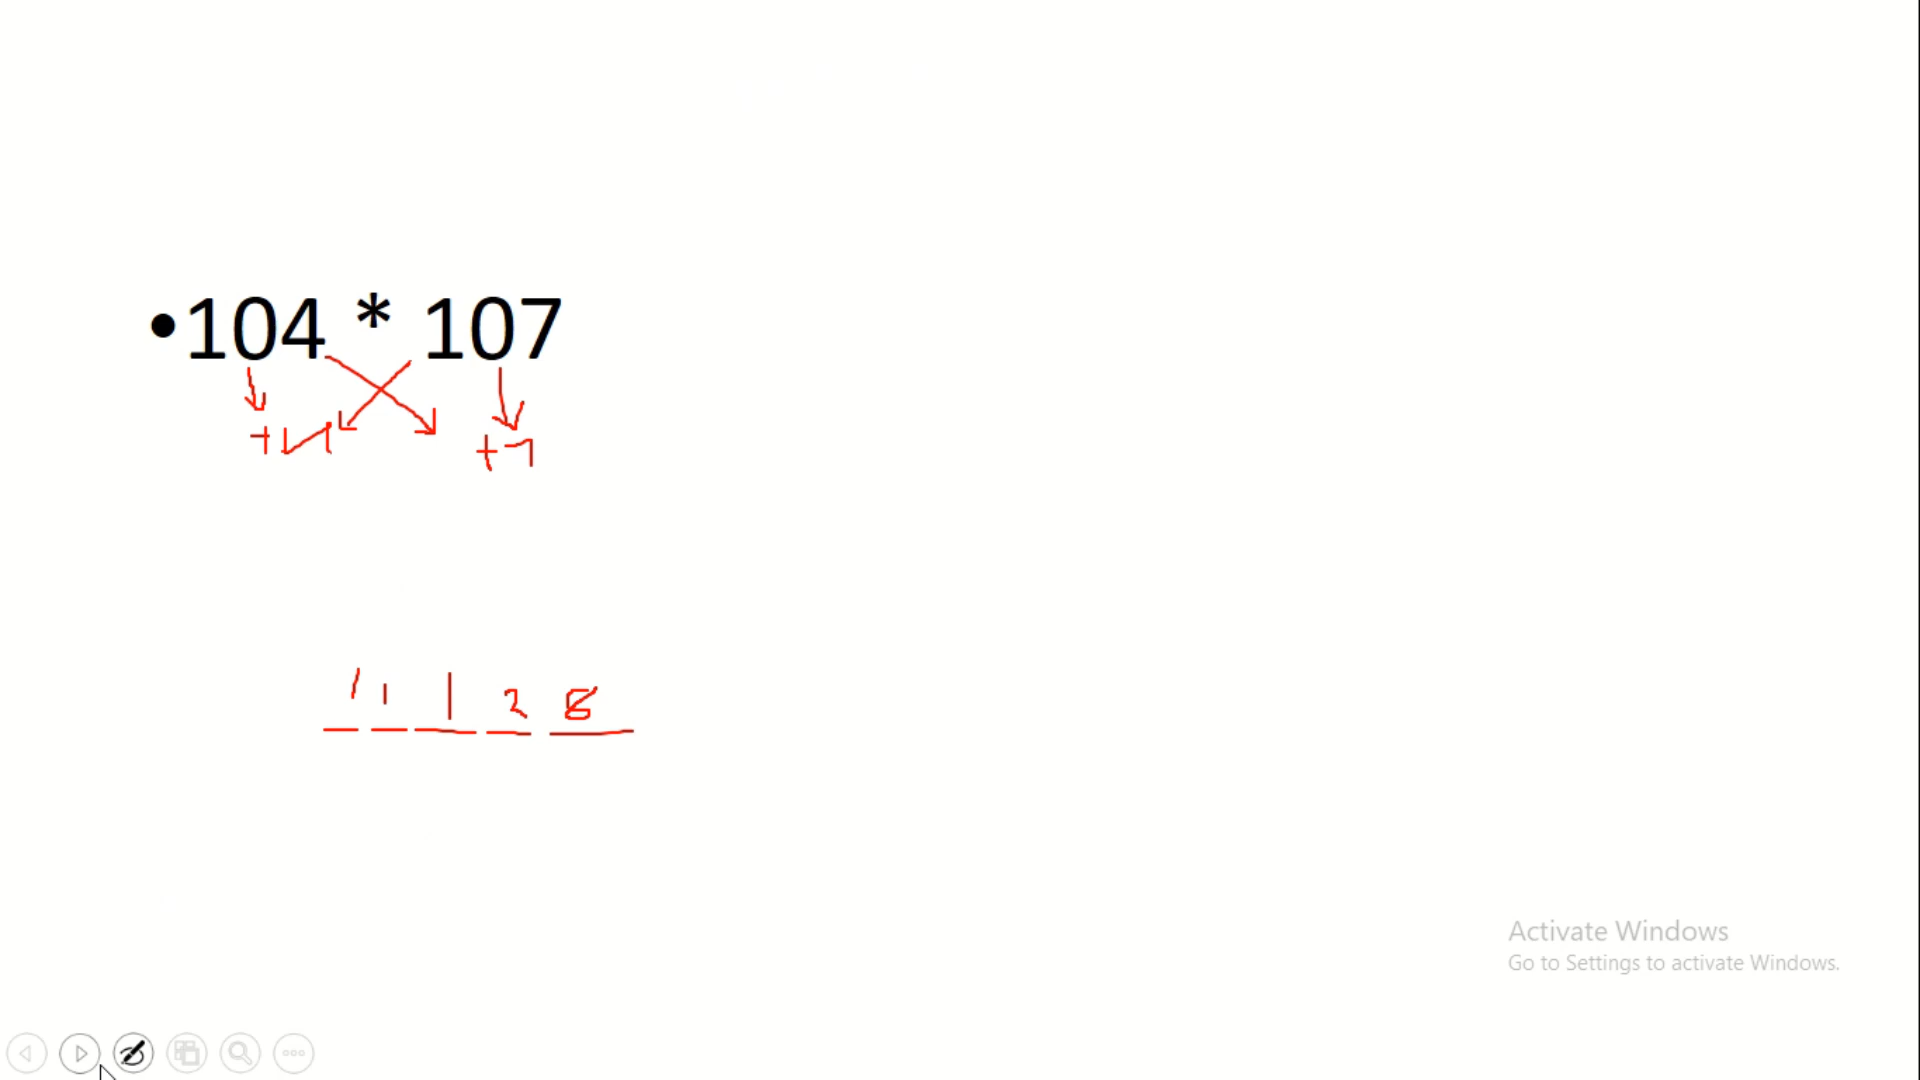 •104 * 107
+4 +7
1 1 1 2 8
Activate Windows
Go to Settings to activate Windows.